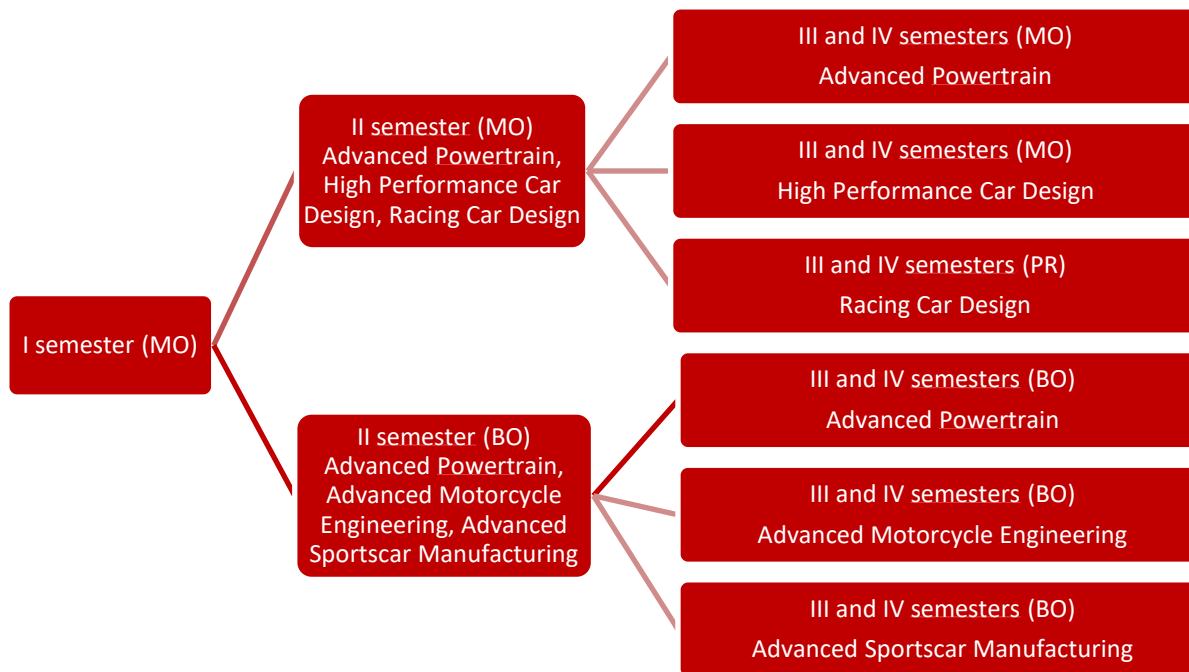 I semester (MO)
II semester (MO)
Advanced Powertrain,
High Performance Car
Design, Racing Car Design
II semester (BO)
Advanced Powertrain,
Advanced Motorcycle
Engineering, Advanced
Sportscar Manufacturing
III and IV semesters (MO)
Advanced Powertrain
III and IV semesters (MO)
High Performance Car Design
III and IV semesters (PR)
Racing Car Design
III and IV semesters (BO)
Advanced Powertrain
III and IV semesters (BO)
Advanced Motorcycle Engineering
III and IV semesters (BO)
Advanced Sportscar Manufacturing